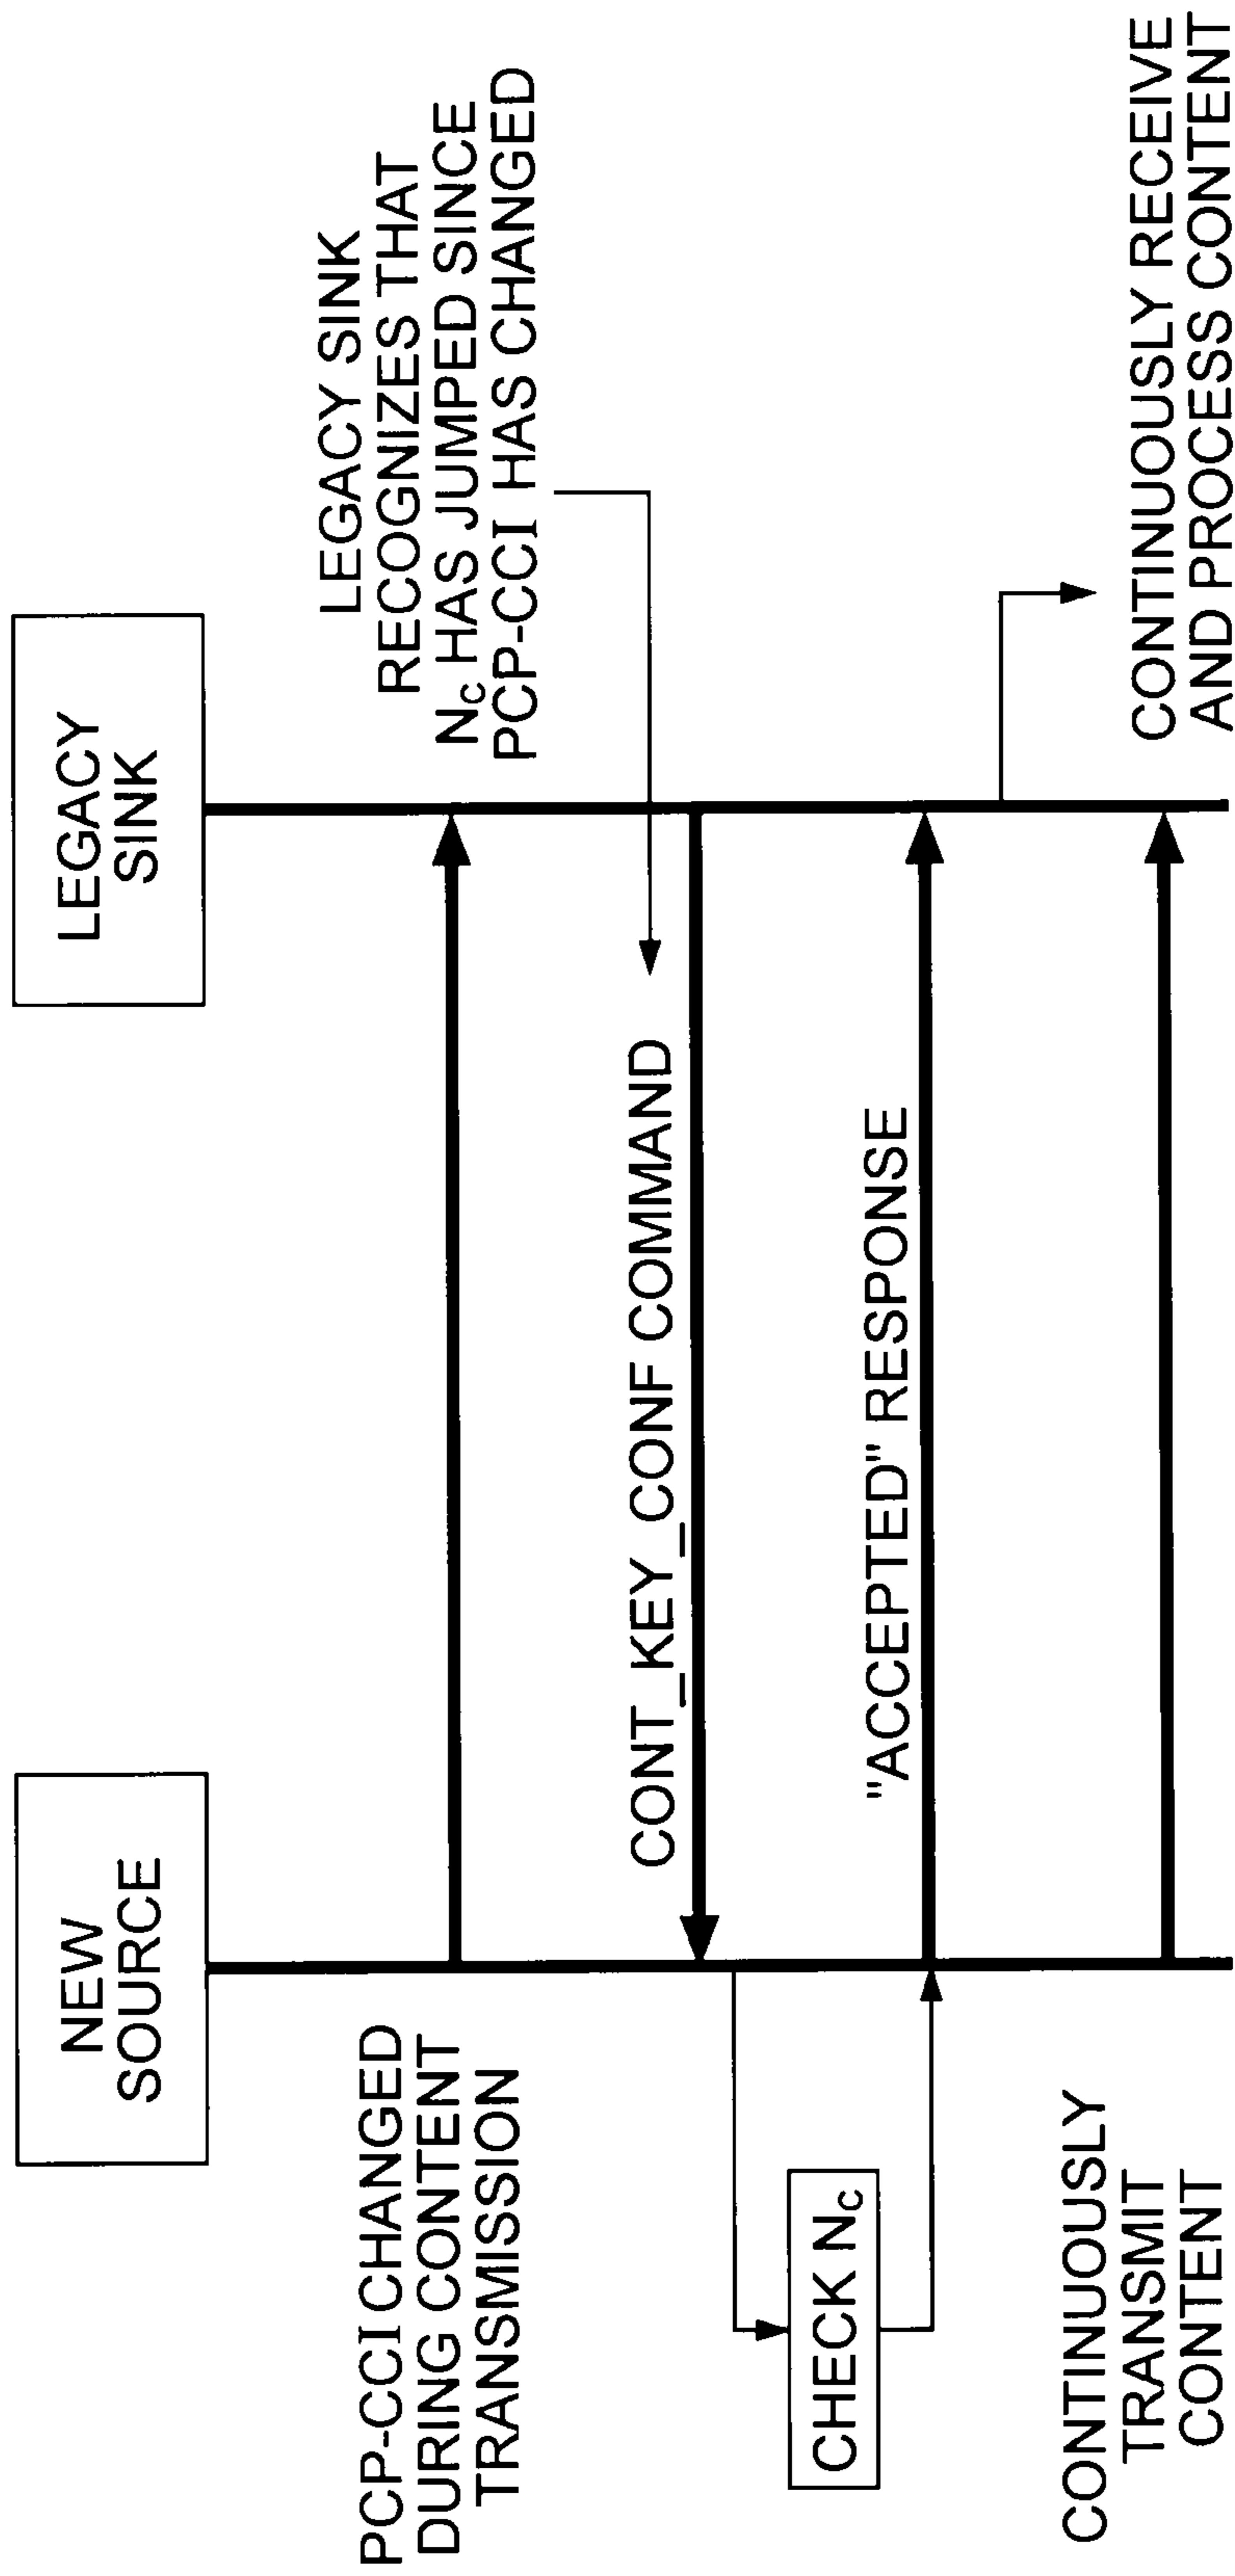 NEW
SOURCE
LEGACY
SINK
PCP-CCI CHANGED
DURING CONTENT
TRANSMISSION
LEGACY SINK
RECOGNIZES THAT
Nc HAS JUMPED SINCE
PCP-CCI HAS CHANGED
CONT_KEY_CONF COMMAND
CHECK Nc
"ACCEPTED" RESPONSE
CONTINUOUSLY
TRANSMIT
CONTENT
CONTINUOUSLY RECEIVE
AND PROCESS CONTENT